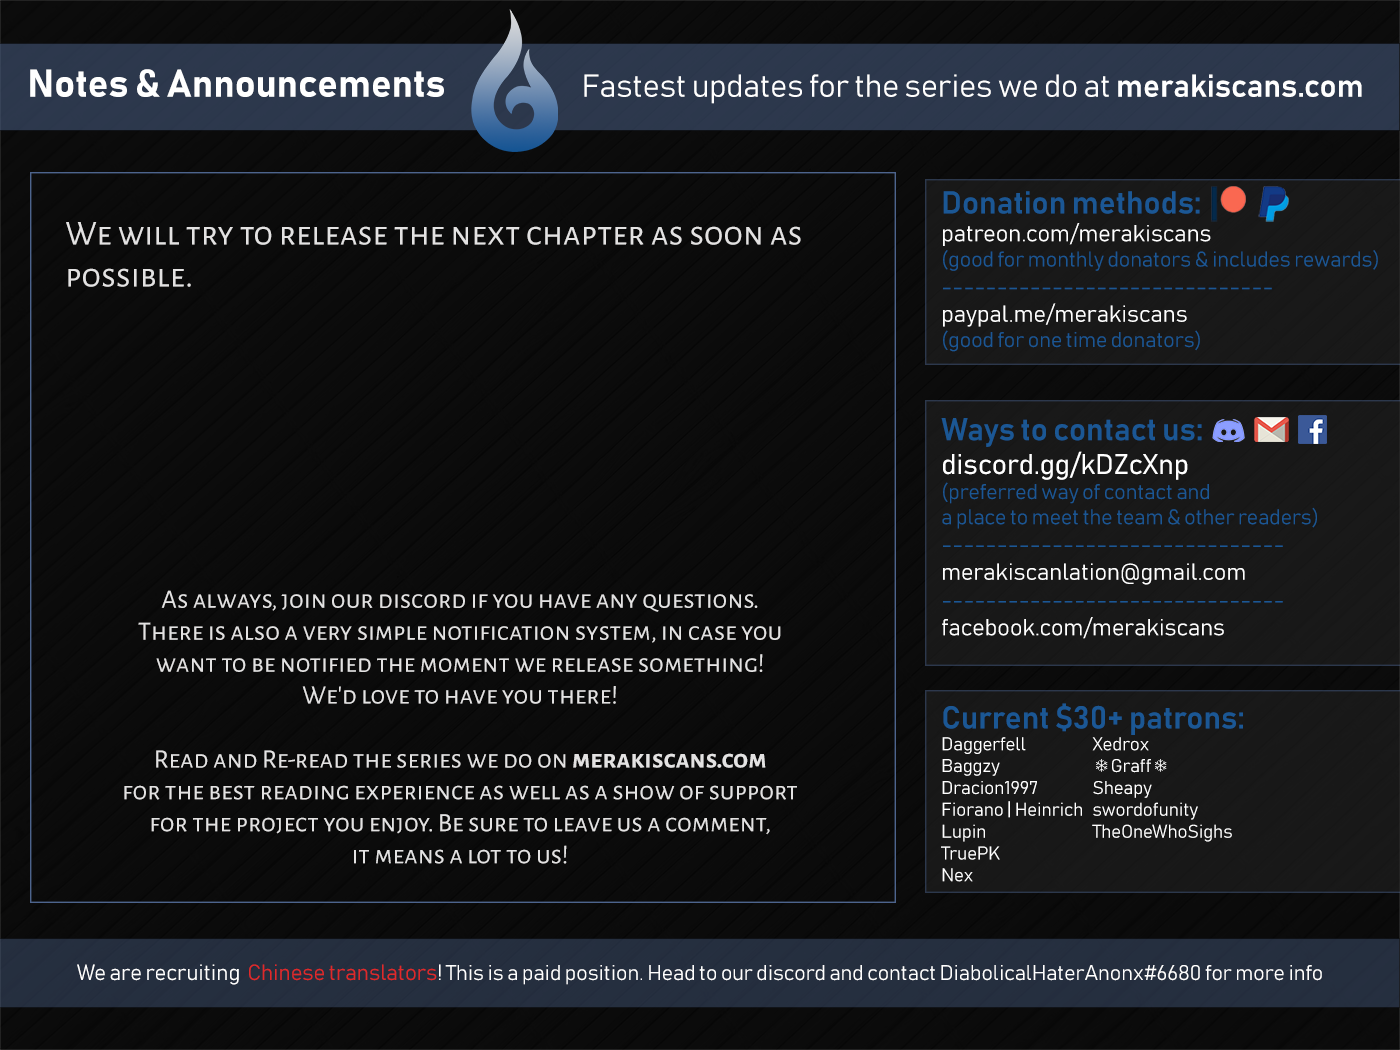 Notes & Announcements
Fastest updates for the series we do at merakiscans.com
We will try to release the next chapter as soon as
possible.
As always, join our discord if you have any questions.
There is also a very simple notification system, in case you
want to be notified the moment we release something!
We'd love to have you there!
Read and Re-read the series we do on merakiscans.com
for the best reading experience as well as a show of support
for the project you enjoy. Be sure to leave us a comment,
it means a lot to us!
Donation methods:
patreon.com/merakiscans
(good for monthly donators & includes rewards)
------------------------------
paypal.me/merakiscans
(good for one time donators)
Ways to contact us:
discord.gg/kDZcXnp
(preferred way of contact and
a place to meet the team & other readers)
-------------------------------
merakiscanlation@gmail.com
-------------------------------
facebook.com/merakiscans
Current $30+ patrons:
Daggerfell
Baggzy
Dracion1997
Fiorano | Heinrich
Lupin
TruePK
Nex
Xedrox
❄Graff❄
Sheapy
swordofunity
TheOneWhoSighs
We are recruiting Chinese translators! This is a paid position. Head to our discord and contact DiabolicalHaterAnonx#6680 for more info